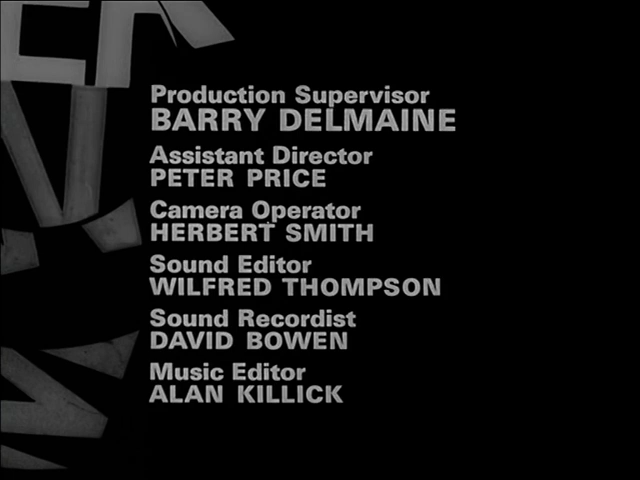 Production Supervisor
BARRY DELMAINE
Assistant Director
PETER PRICE
Camera Operator
HERBERT SMITH
Sound Editor
WILFRED THOMPSON
Sound Recordist
DAVID BOWEN
Music Editor
ALAN KILLICK